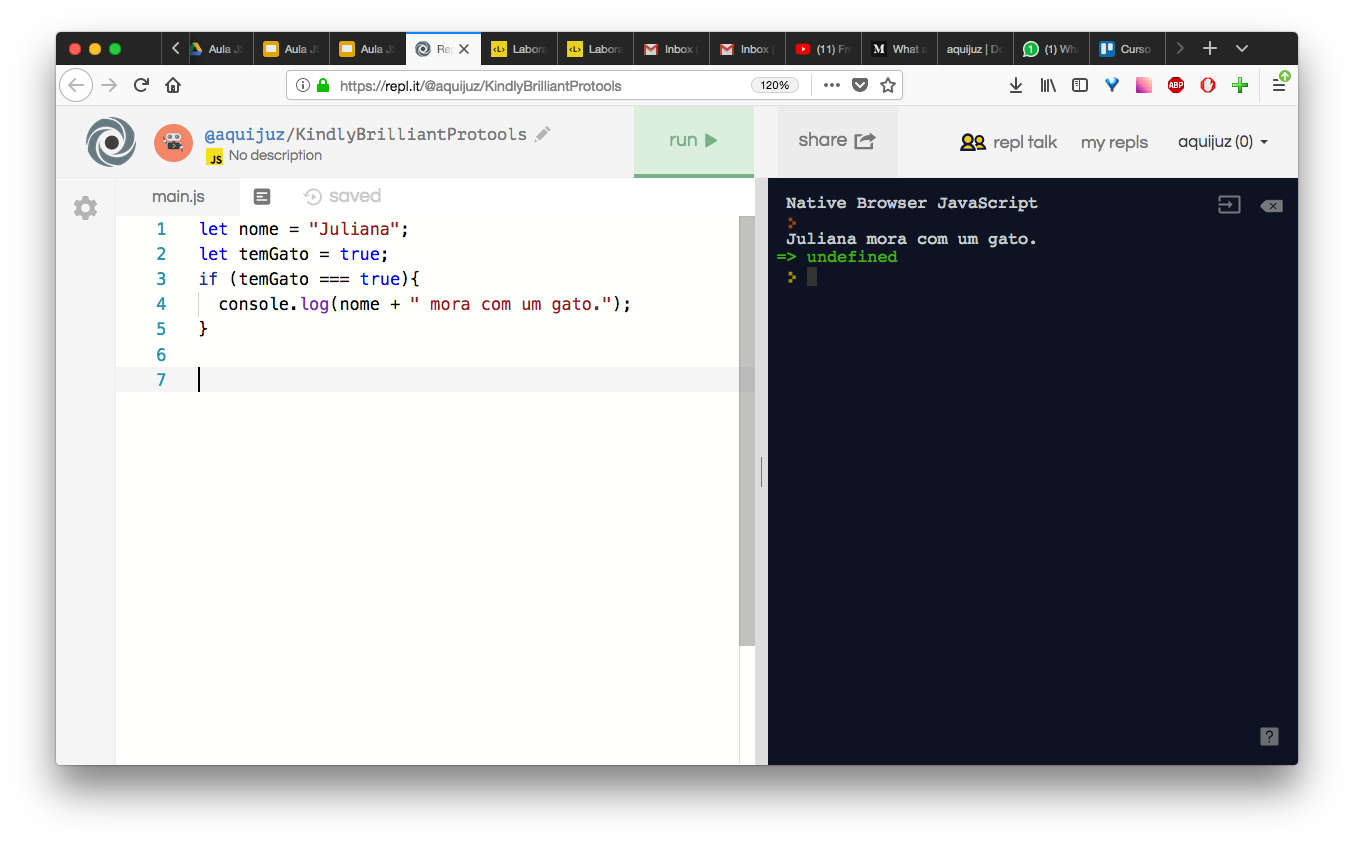 Aula JS
Aula JS
Aula JS
Re
Labora
Labora
Inbox (
Inbox (
(11) Fr
What a
aquijuz | Do
(1) Wh
Curso
https://repl.it/@aquijuz/KindlyBrilliantProtools
120%
ABP
@aquijuz/KindlyBrilliantProtools
JS No description
run
share
repl talk
my repls
aquijuz (0)
main.js
saved
1 let nome = "Juliana";
2 let temGato = true;
3 if (temGato === true){
4 console.log(nome + " mora com um gato.");
5 }
6
7
Native Browser JavaScript
Juliana mora com um gato.
=> undefined
?